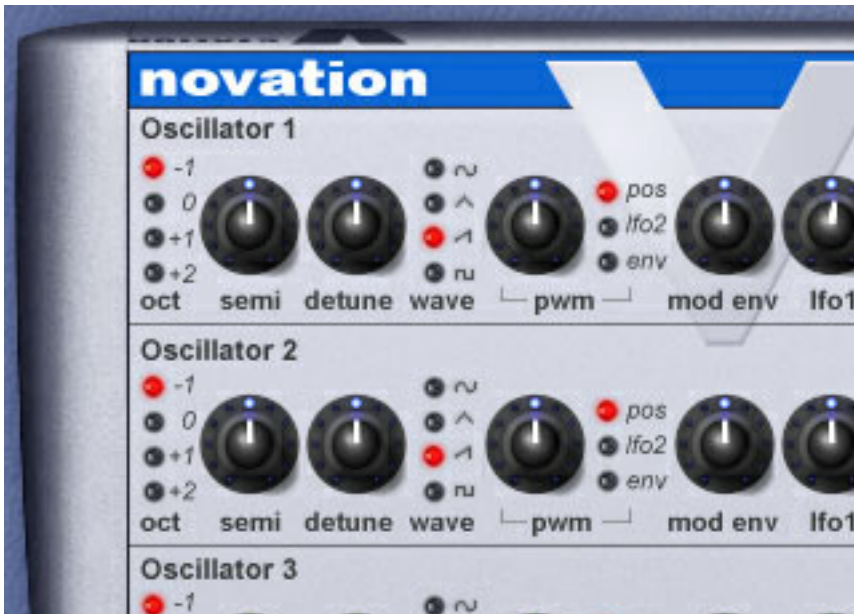 novation
Oscillator 1
-1
0
+1
+2
oct semi detune wave pwm mod env lfo1
pos
lfo2
env
Oscillator 2
-1
0
+1
+2
oct semi detune wave pwm mod env lfo1
pos
lfo2
env
Oscillator 3
-1